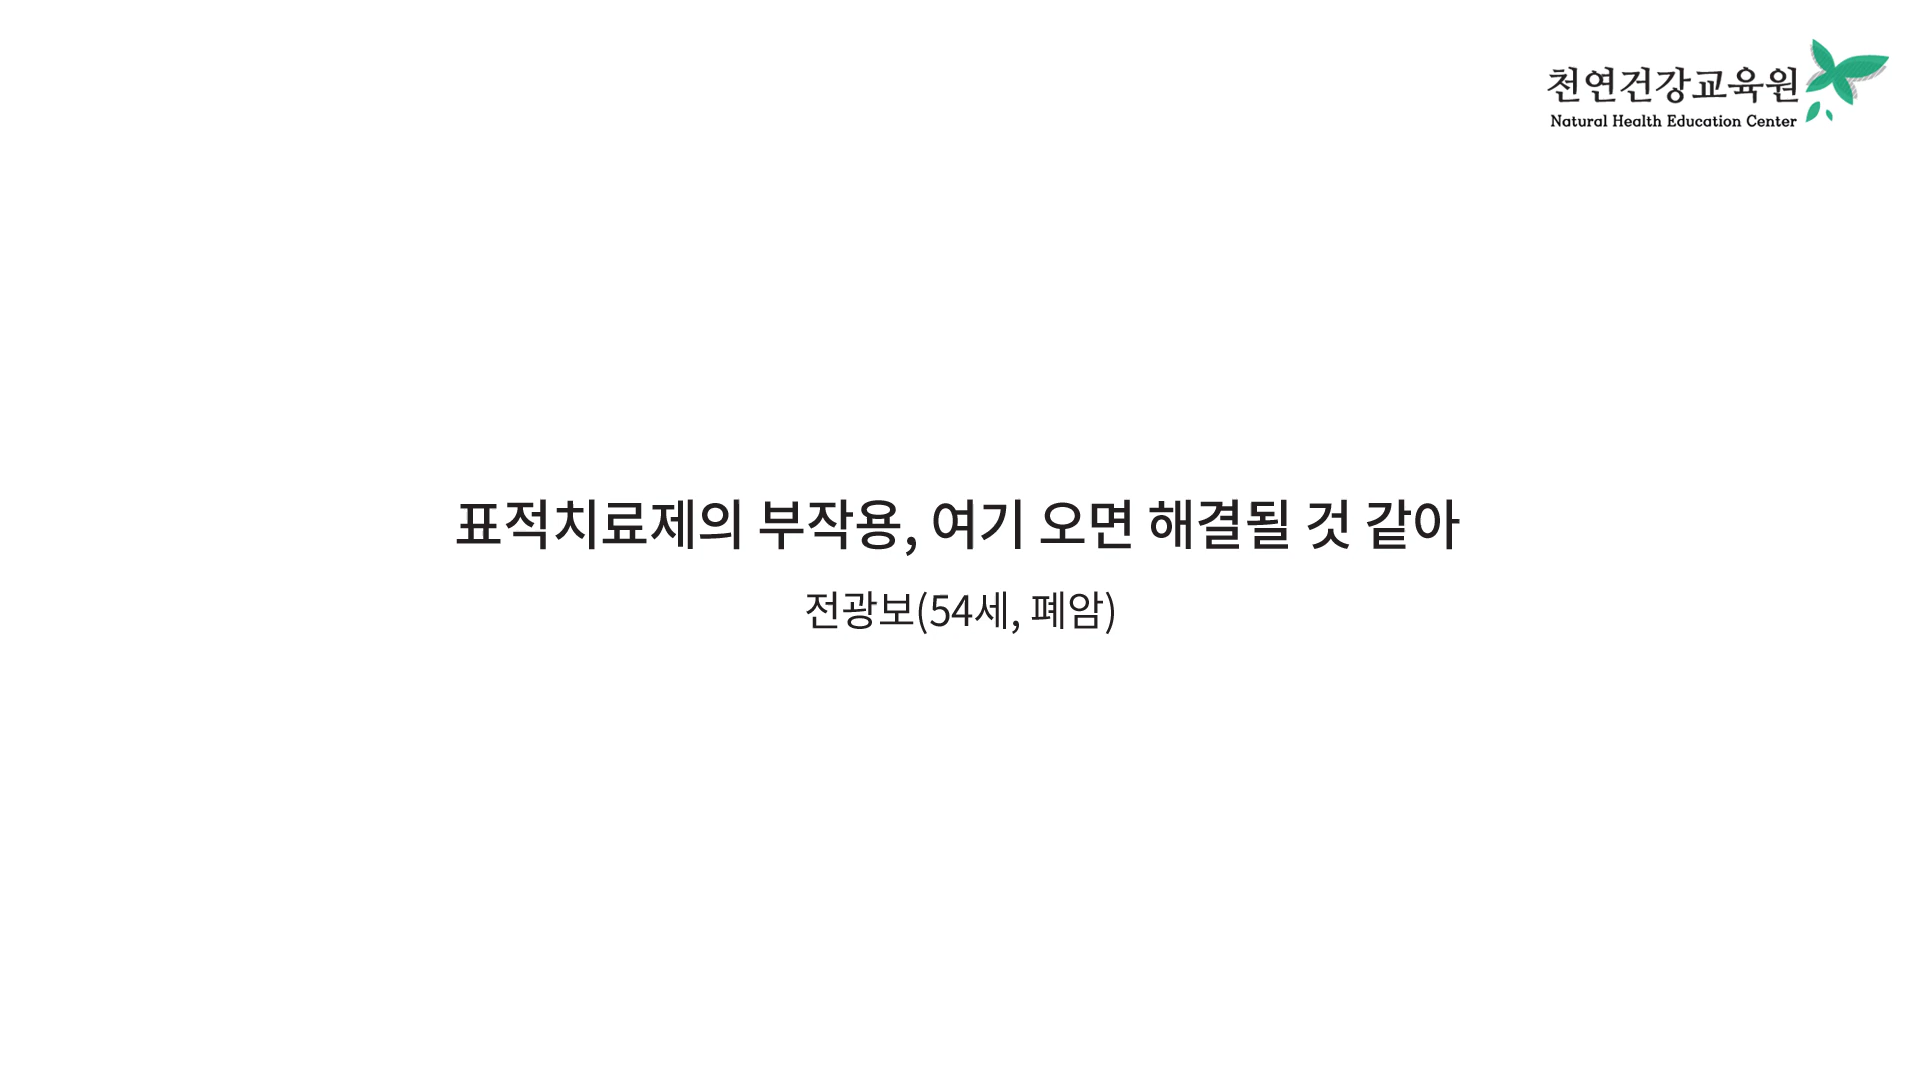 천연건강교육원
Natural Health Education Center
표적치료제의 부작용, 여기 오면 해결될 것 같아
전광보(54세, 폐암)